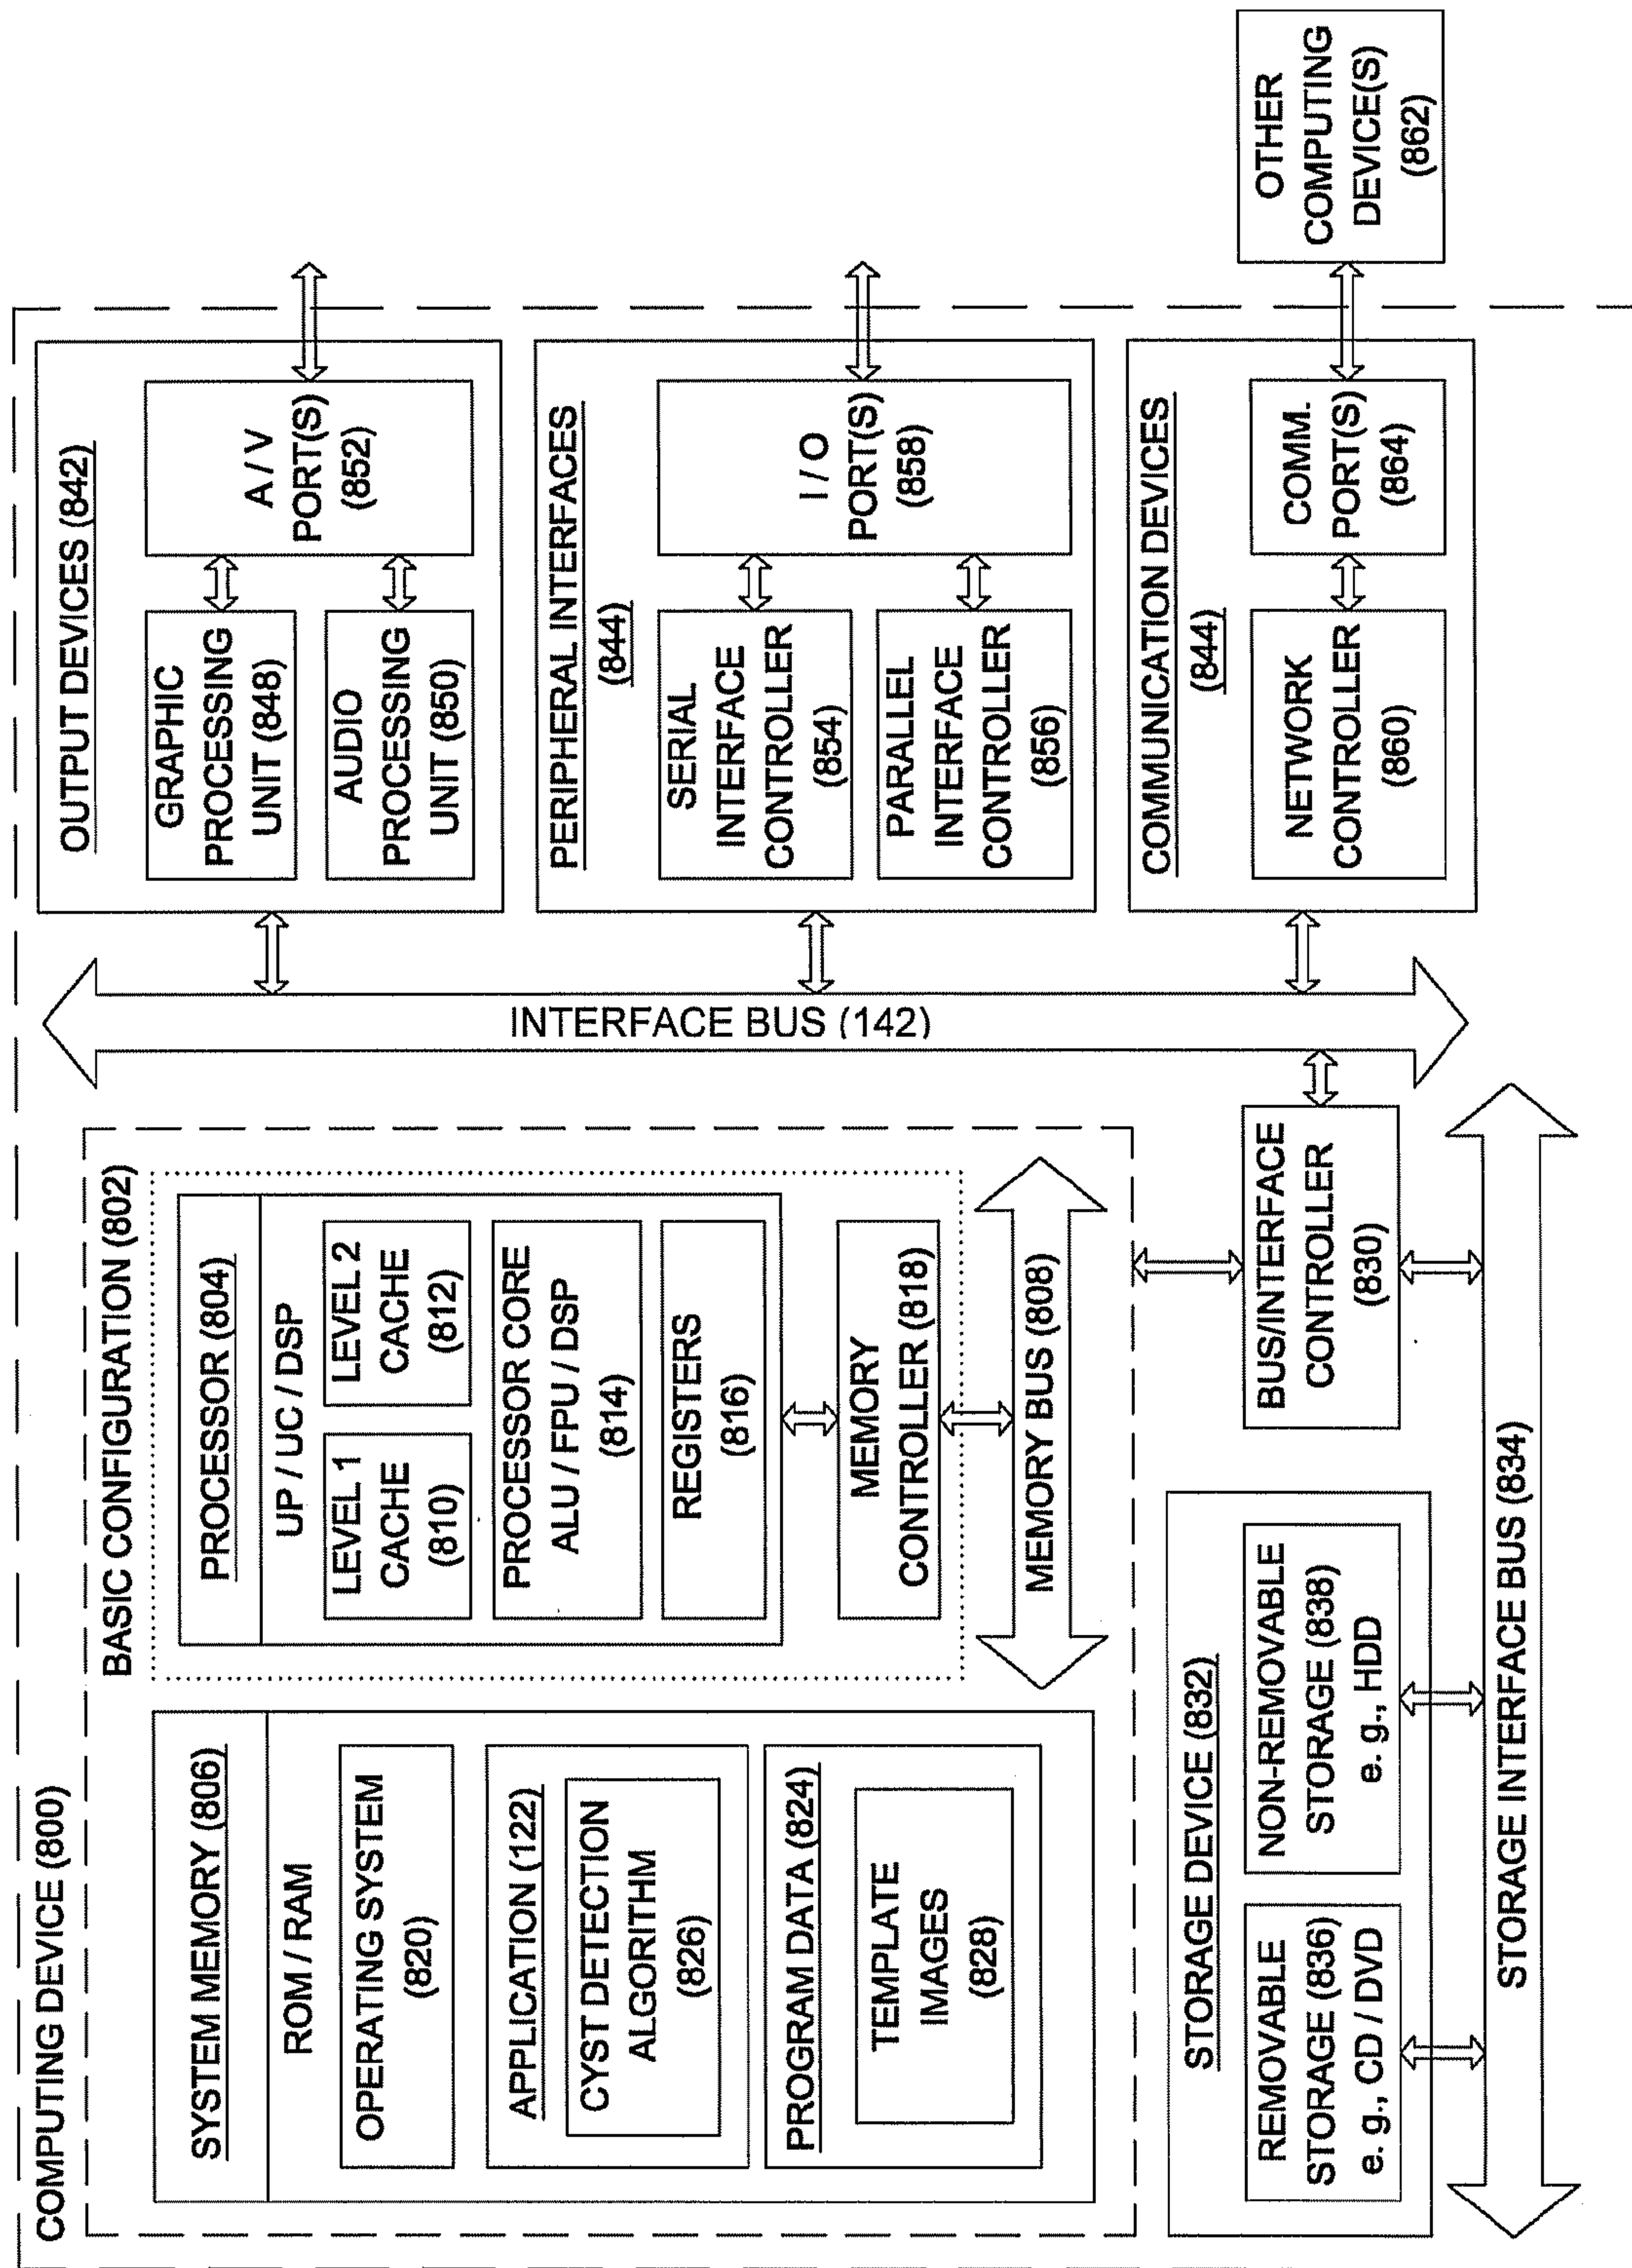 COMPUTING DEVICE (800)
BASIC CONFIGURATION (802)
SYSTEM MEMORY (806)
ROM / RAM
OPERATING SYSTEM
(820)
APPLICATION (122)
CYST DETECTION
ALGORITHM
(826)
PROGRAM DATA (824)
TEMPLATE
IMAGES
(828)
PROCESSOR (804)
UP / UC / DSP
LEVEL 1
CACHE
(810)
LEVEL 2
CACHE
(812)
PROCESSOR CORE
ALU / FPU / DSP
(814)
REGISTERS
(816)
MEMORY
CONTROLLER (818)
MEMORY BUS (808)
STORAGE DEVICE (832)
REMOVABLE
STORAGE (836)
e. g., CD / DVD
NON-REMOVABLE
STORAGE (838)
e. g., HDD
BUS/INTERFACE
CONTROLLER
(830)
STORAGE INTERFACE BUS (834)
INTERFACE BUS (142)
OUTPUT DEVICES (842)
GRAPHIC
PROCESSING
UNIT (848)
AUDIO
PROCESSING
UNIT (850)
A / V
PORT(S)
(852)
PERIPHERAL INTERFACES
(844)
SERIAL
INTERFACE
CONTROLLER
(854)
PARALLEL
INTERFACE
CONTROLLER
(856)
I / O
PORT(S)
(858)
COMMUNICATION DEVICES
(844)
NETWORK
CONTROLLER
(860)
COMM.
PORT(S)
(864)
OTHER
COMPUTING
DEVICE(S)
(862)